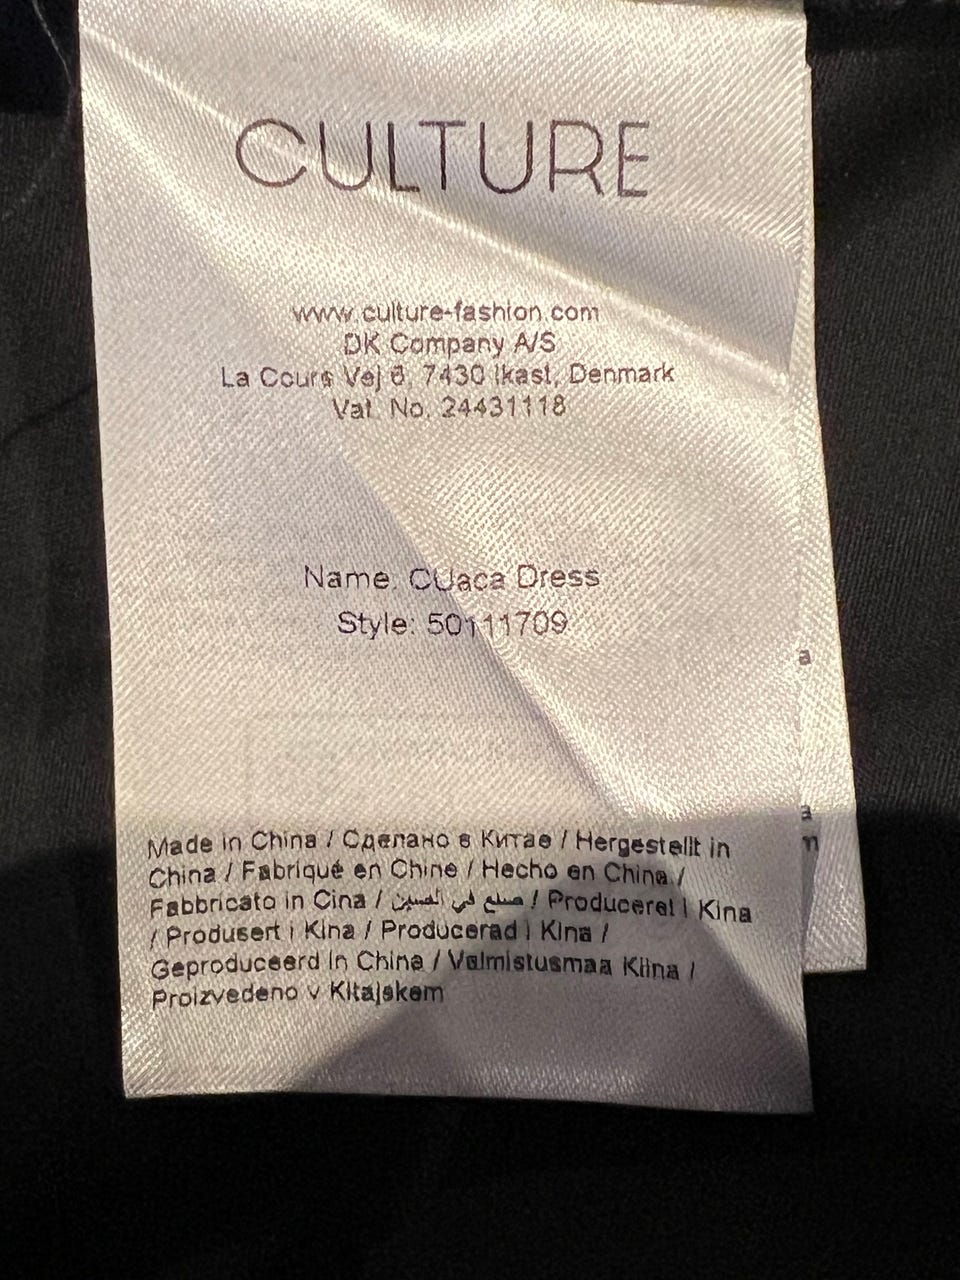 CULTURE
www.culture-fashion.com
DK Company A/S
La Cours Vej 6, 7430 Ikast, Denmark
Vat. No. 24431118
Name: CUaca Dress
Style: 50111709
Made in China / Сделано в Китае / Hergestellt in
China / Fabriqué en Chine / Hecho en China /
Fabbricato in Cina / صنع في الصين / Produceret i Kina
/ Produsert i Kina / Producerad i Kina /
Geproduceerd in China / Valmistusmaa Kiina /
Proizvedeno v Kitajskem
a
a
m